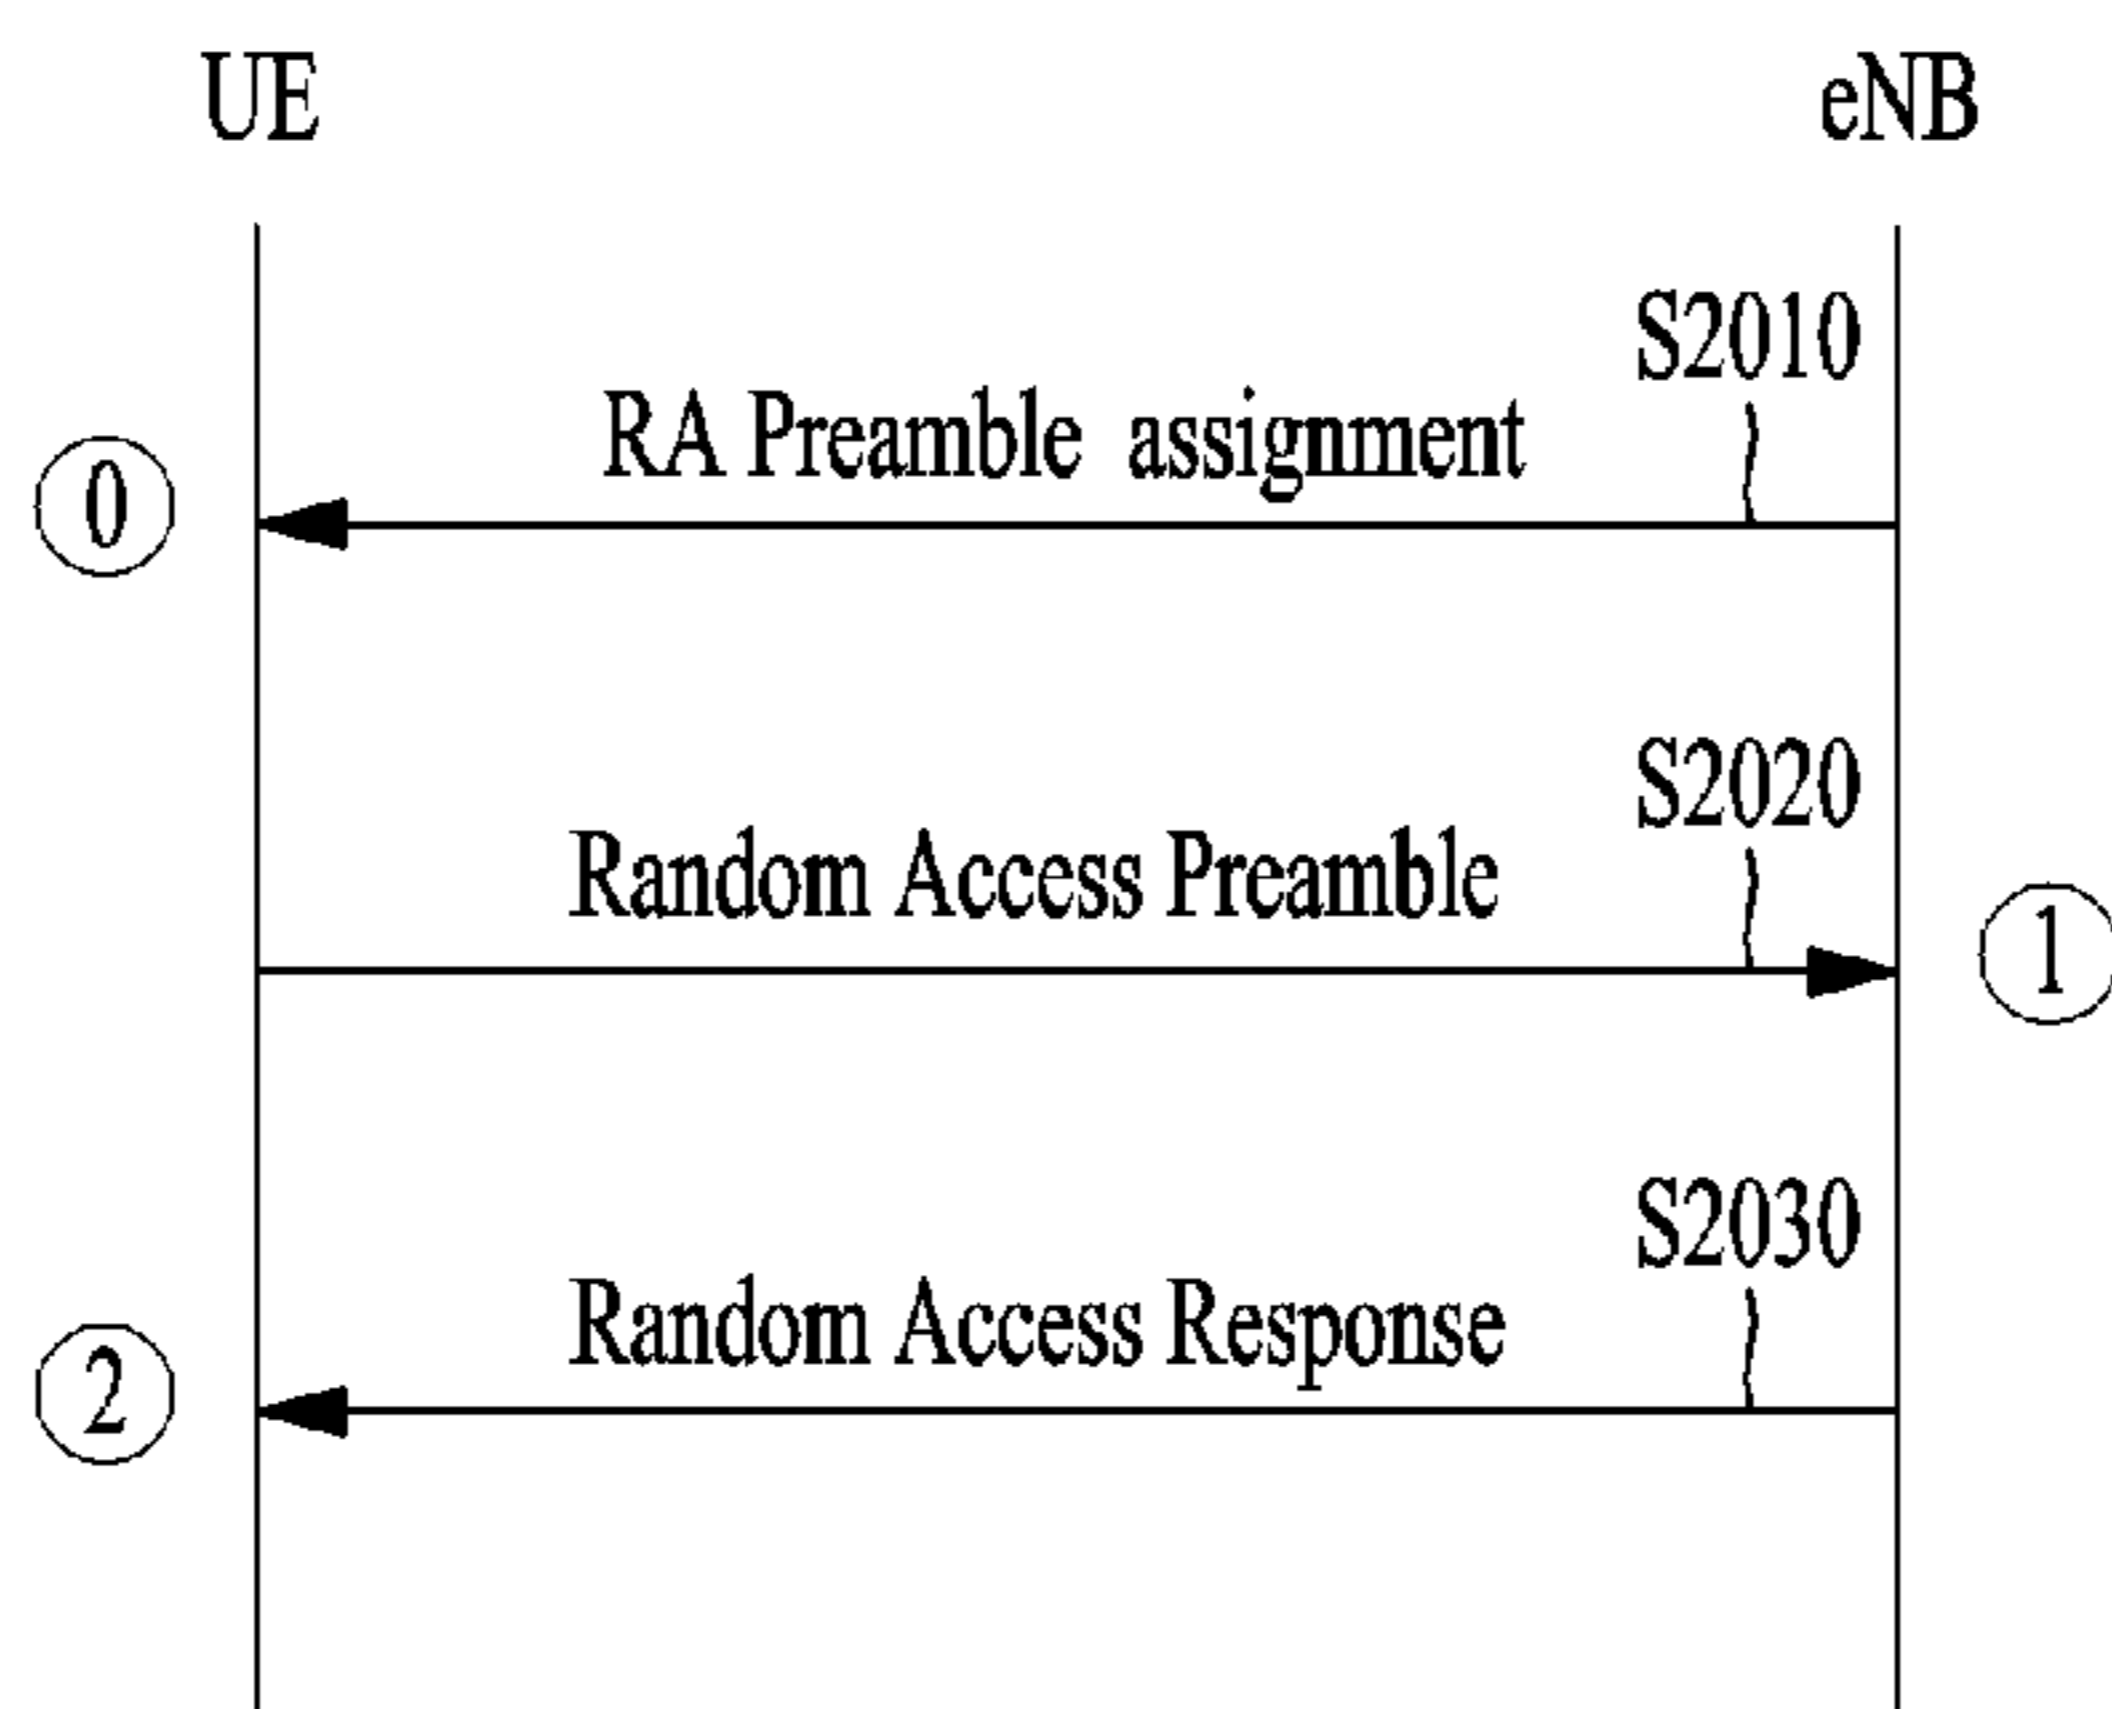 UE
eNB
S2010
RA Preamble assignment
0
S2020
Random Access Preamble
1
S2030
Random Access Response
2